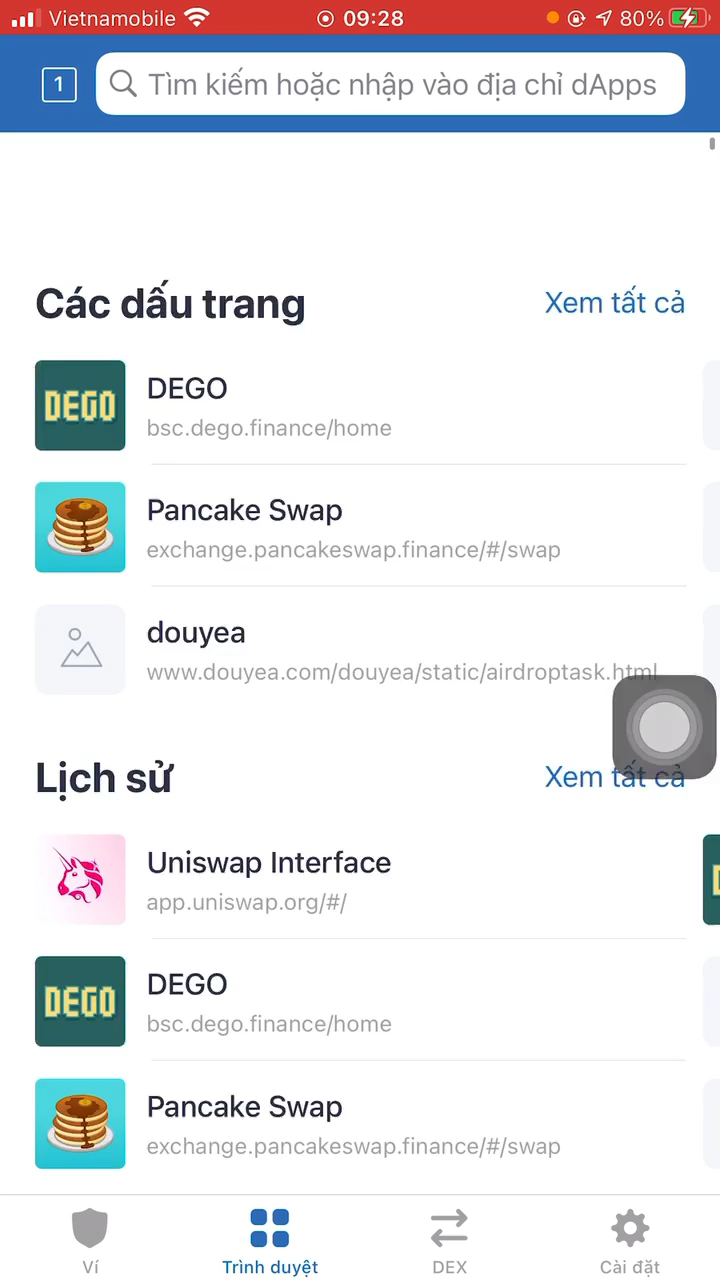 Vietnamobile 09:28 80%
1 Tìm kiếm hoặc nhập vào địa chỉ dApps
Các dấu trang Xem tất cả
DEGO
DEGO
bsc.dego.finance/home
Pancake Swap
exchange.pancakeswap.finance/#/swap
douyea
www.douyea.com/douyea/static/airdroptask.html
Lịch sử Xem tất cả
Uniswap Interface
app.uniswap.org/#/
DEGO
DEGO
bsc.dego.finance/home
Pancake Swap
exchange.pancakeswap.finance/#/swap
Ví Trình duyệt DEX Cài đặt